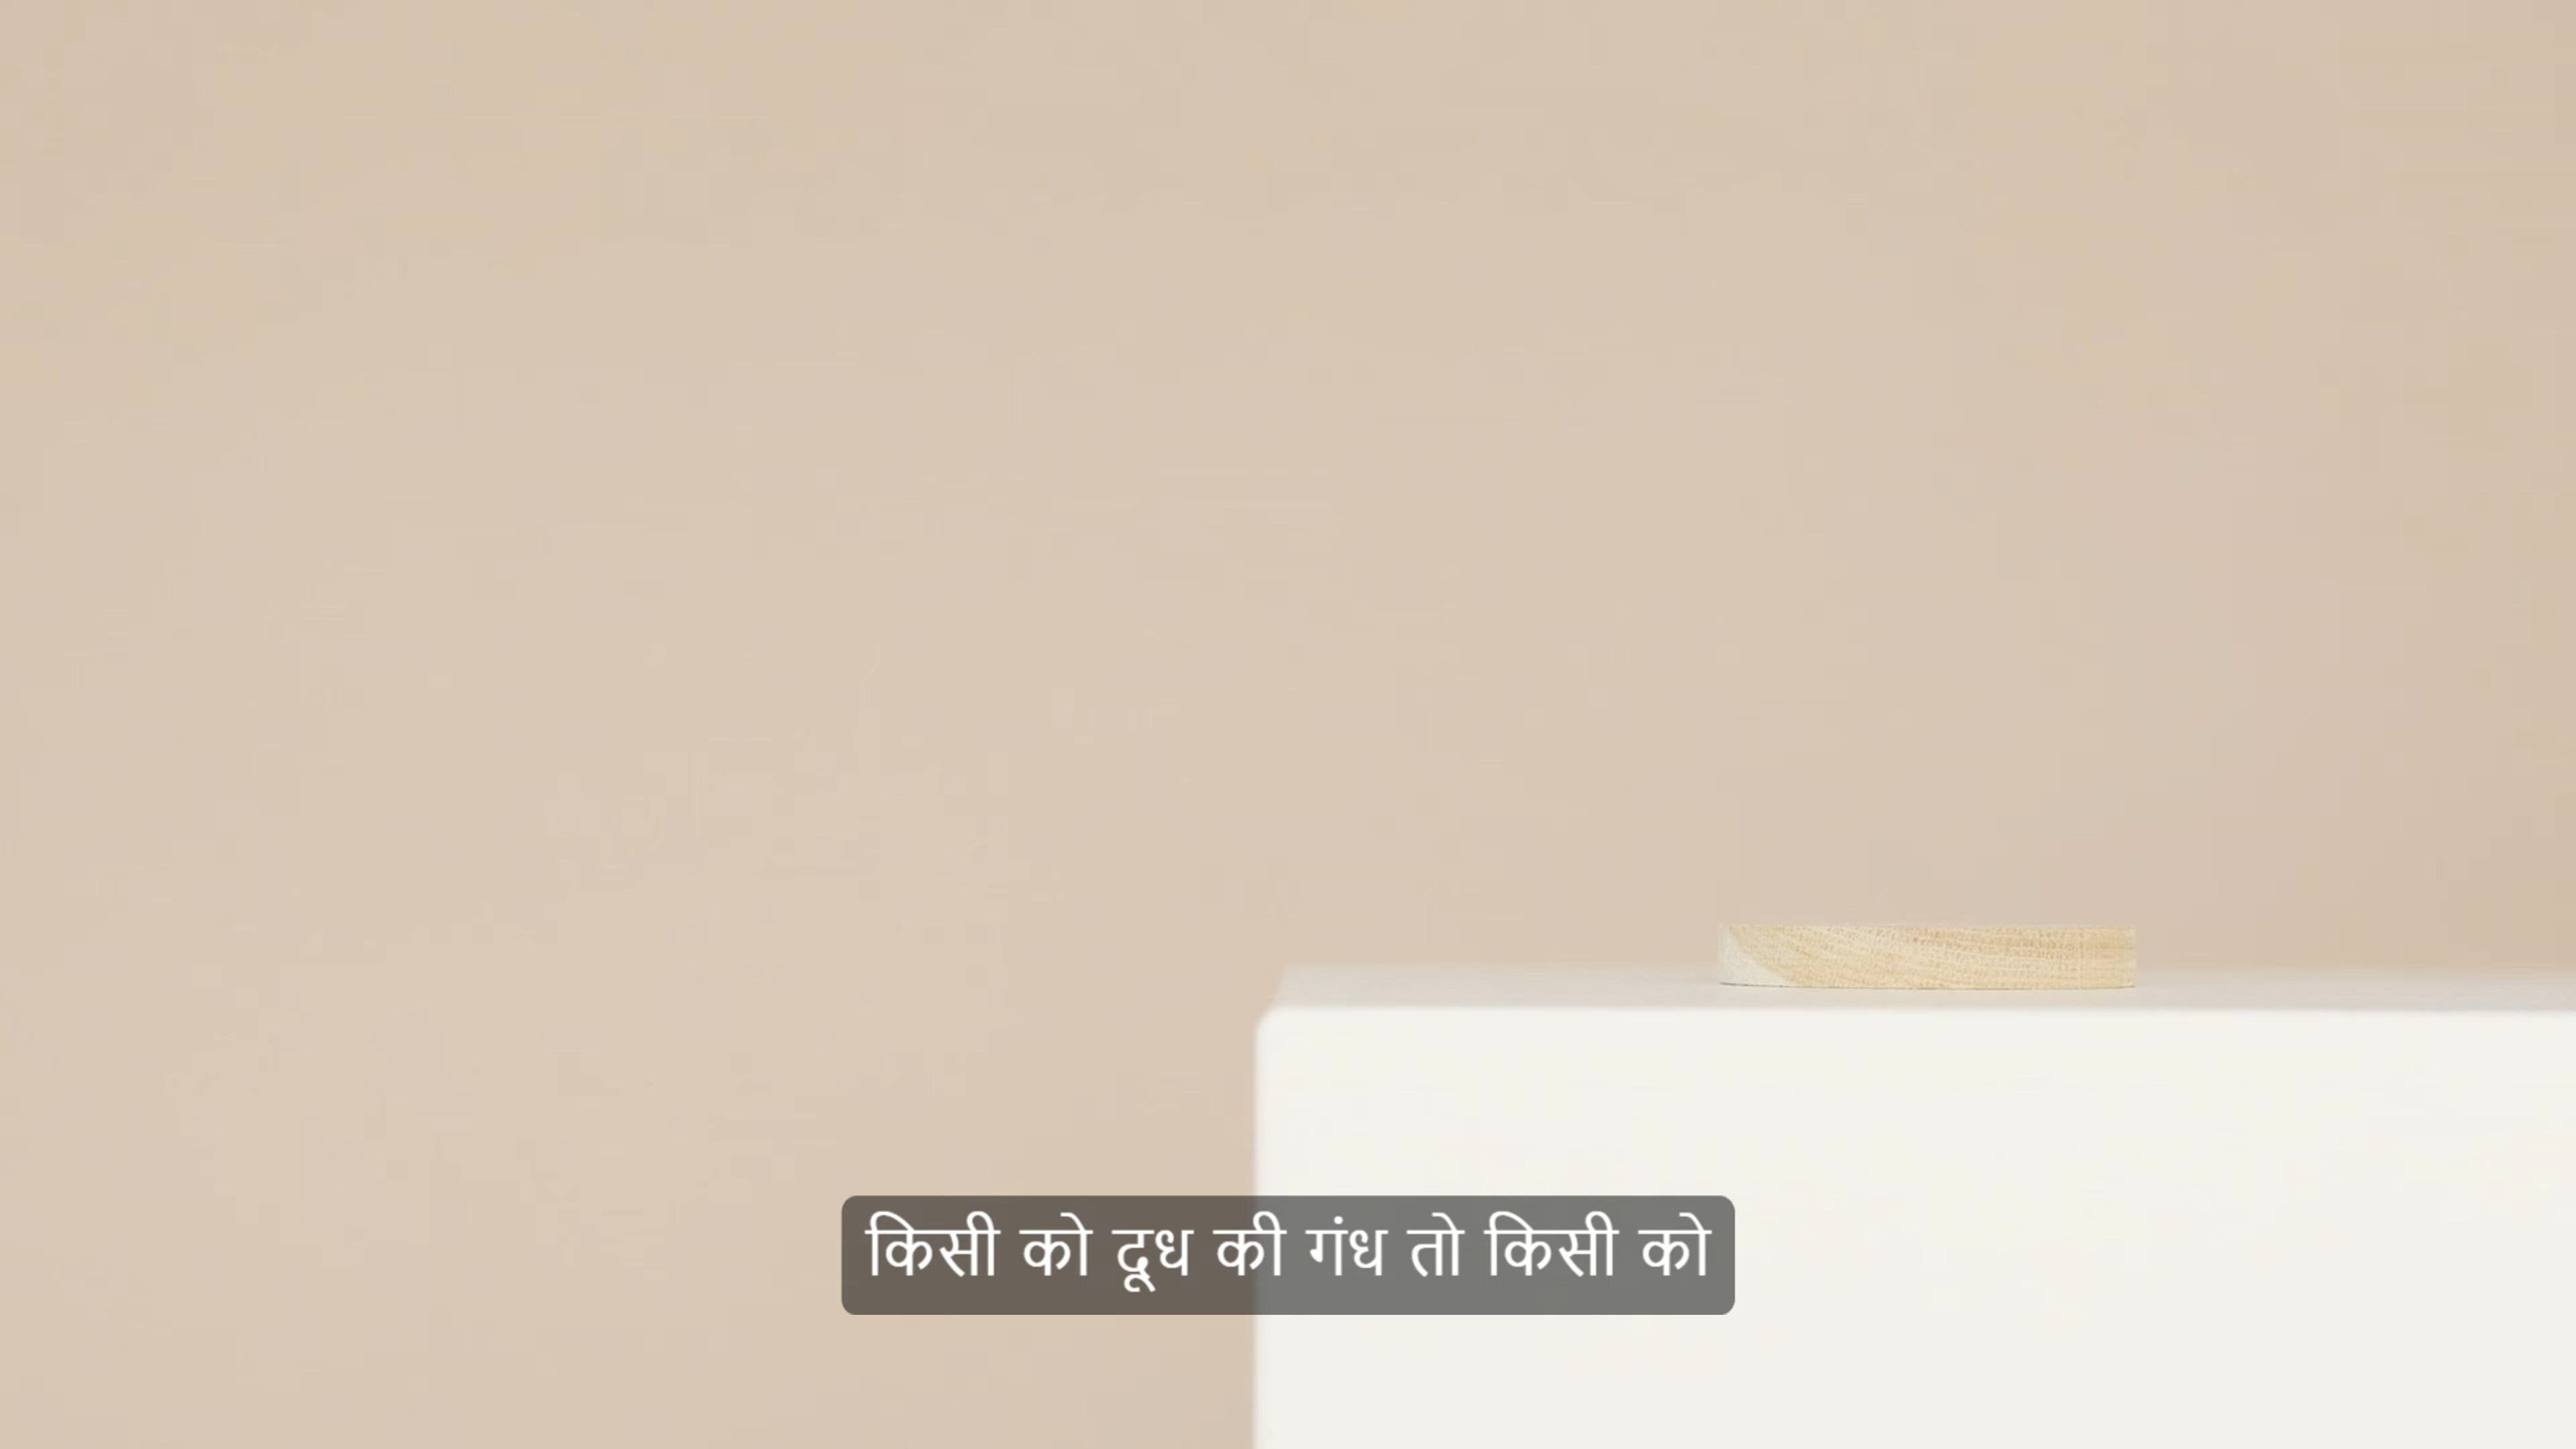 किसी को दूध की गंध तो किसी को